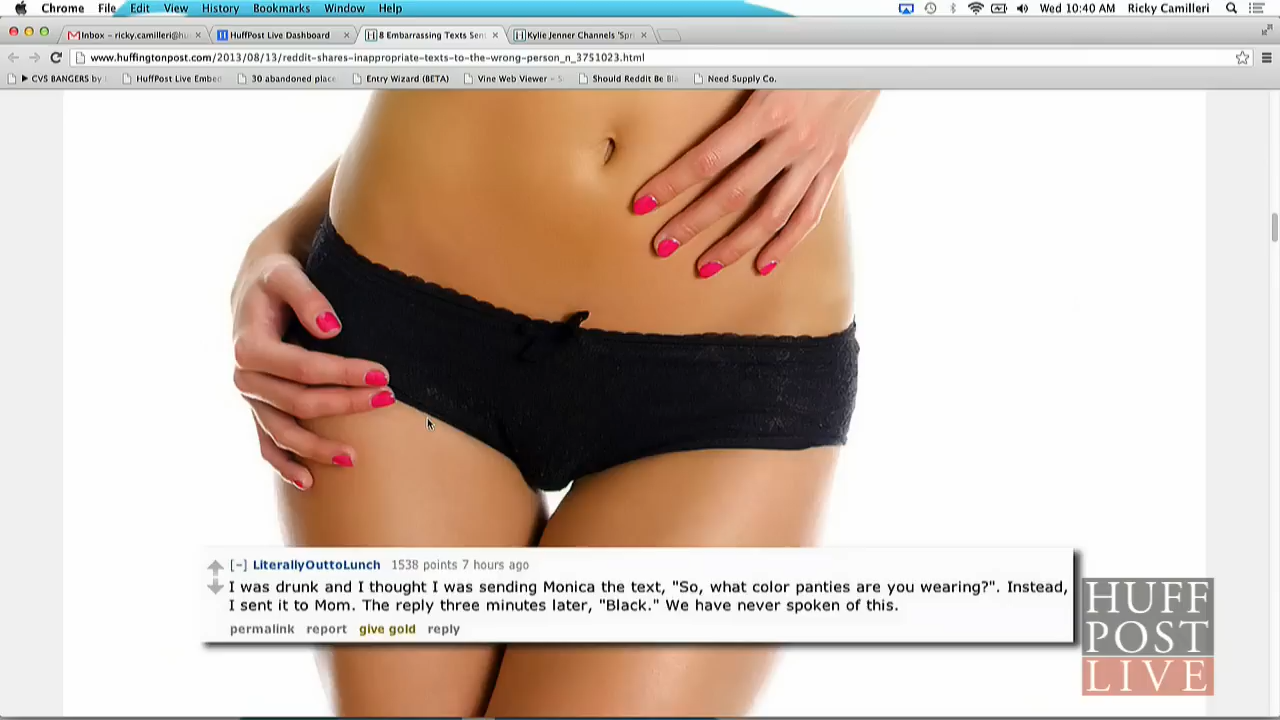 Chrome File Edit View History Bookmarks Window Help Wed 10:40 AM Ricky Camilleri
Inbox - ricky.camilleri@hu HuffPost Live Dashboard 8 Embarrassing Texts Sent Kylie Jenner Channels 'Spr
www.huffingtonpost.com/2013/08/13/reddit-shares-inappropriate-texts-to-the-wrong-person_n_3751023.html
▶ CVS BANGERS by HuffPost Live Embed 30 abandoned place Entry Wizard (BETA) Vine Web Viewer - Should Reddit Be Bla Need Supply Co.
[–] LiterallyOuttoLunch 1538 points 7 hours ago
I was drunk and I thought I was sending Monica the text, "So, what color panties are you wearing?". Instead,
I sent it to Mom. The reply three minutes later, "Black." We have never spoken of this.
permalink report give gold reply
HUFF
POST
LIVE